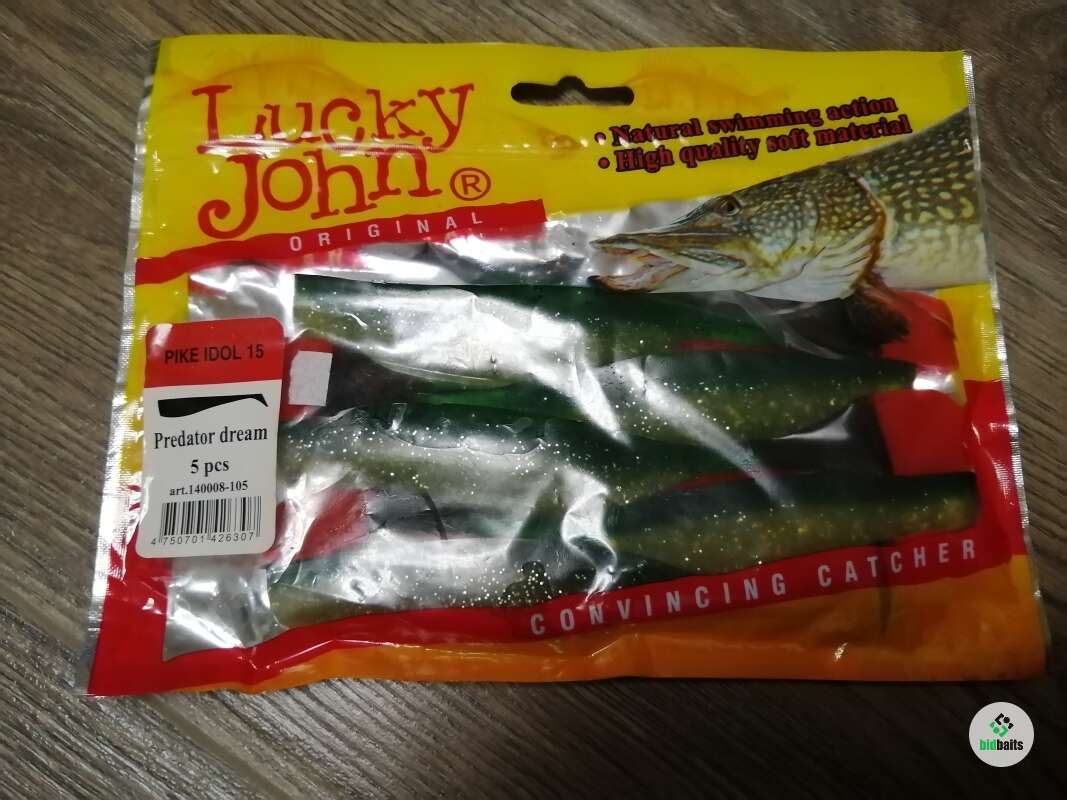 Lucky
John®
ORIGINAL
• Natural swimming action
• High quality soft material
PIKE IDOL 15
Predator dream
5 pcs
art.140008-105
4 750701 426307
CONVINCING CATCHER
bidbaits